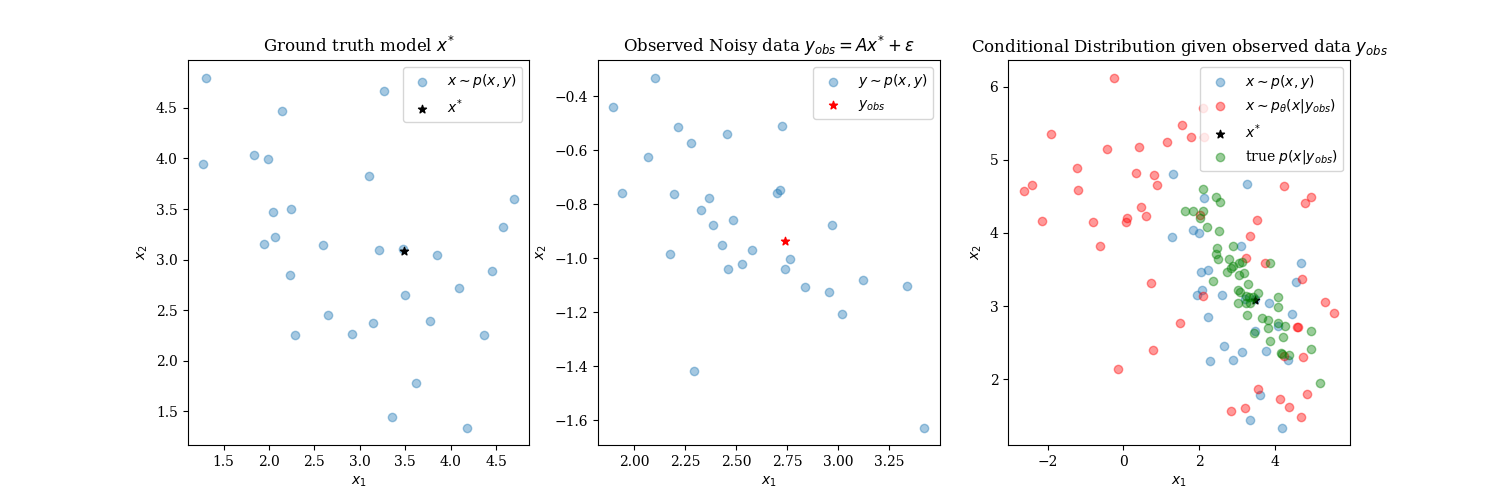 Ground truth model x*
x ~ p(x, y)
x*
4.5
4.0
3.5
3.0
2.5
2.0
1.5
x₂
1.5 2.0 2.5 3.0 3.5 4.0 4.5
x₁
Observed Noisy data y_obs = Ax* + ε
y ~ p(x, y)
y_obs
−0.4
−0.6
−0.8
−1.0
−1.2
−1.4
−1.6
x₂
2.00 2.25 2.50 2.75 3.00 3.25
x₁
Conditional Distribution given observed data y_obs
x ~ p(x, y)
x ~ p_θ(x|y_obs)
x*
true p(x|y_obs)
6
5
4
3
2
x₂
−2 0 2 4
x₁